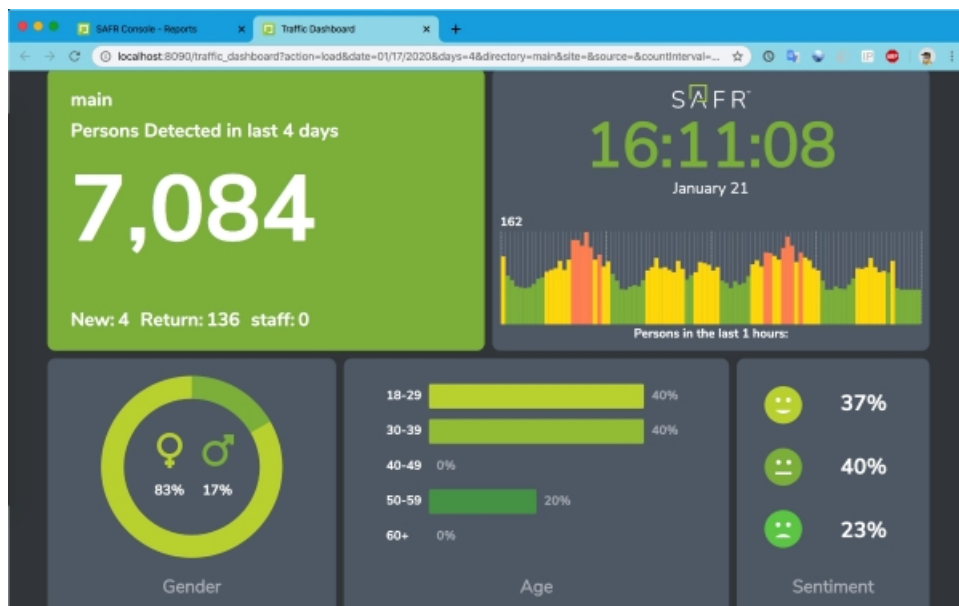 SAFR Console - Reports
Traffic Dashboard
localhost:8090/traffic_dashboard?action=load&date=01/17/2020&days=4&directory=main&site=&source=&countInterval=...
main
Persons Detected in last 4 days
7,084
New: 4 Return: 136 staff: 0
SAFR
16:11:08
January 21
162
Persons in the last 1 hours:
83% 17%
Gender
18-29 40%
30-39 40%
40-49 0%
50-59 20%
60+ 0%
Age
37%
40%
23%
Sentiment